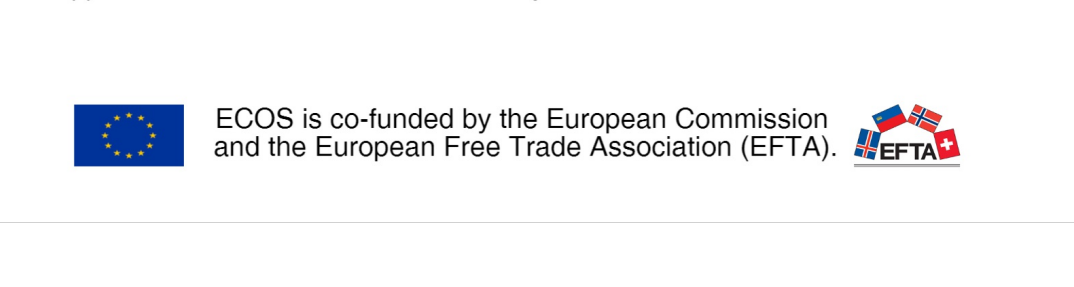 ECOS is co-funded by the European Commission
and the European Free Trade Association (EFTA).
EFTA